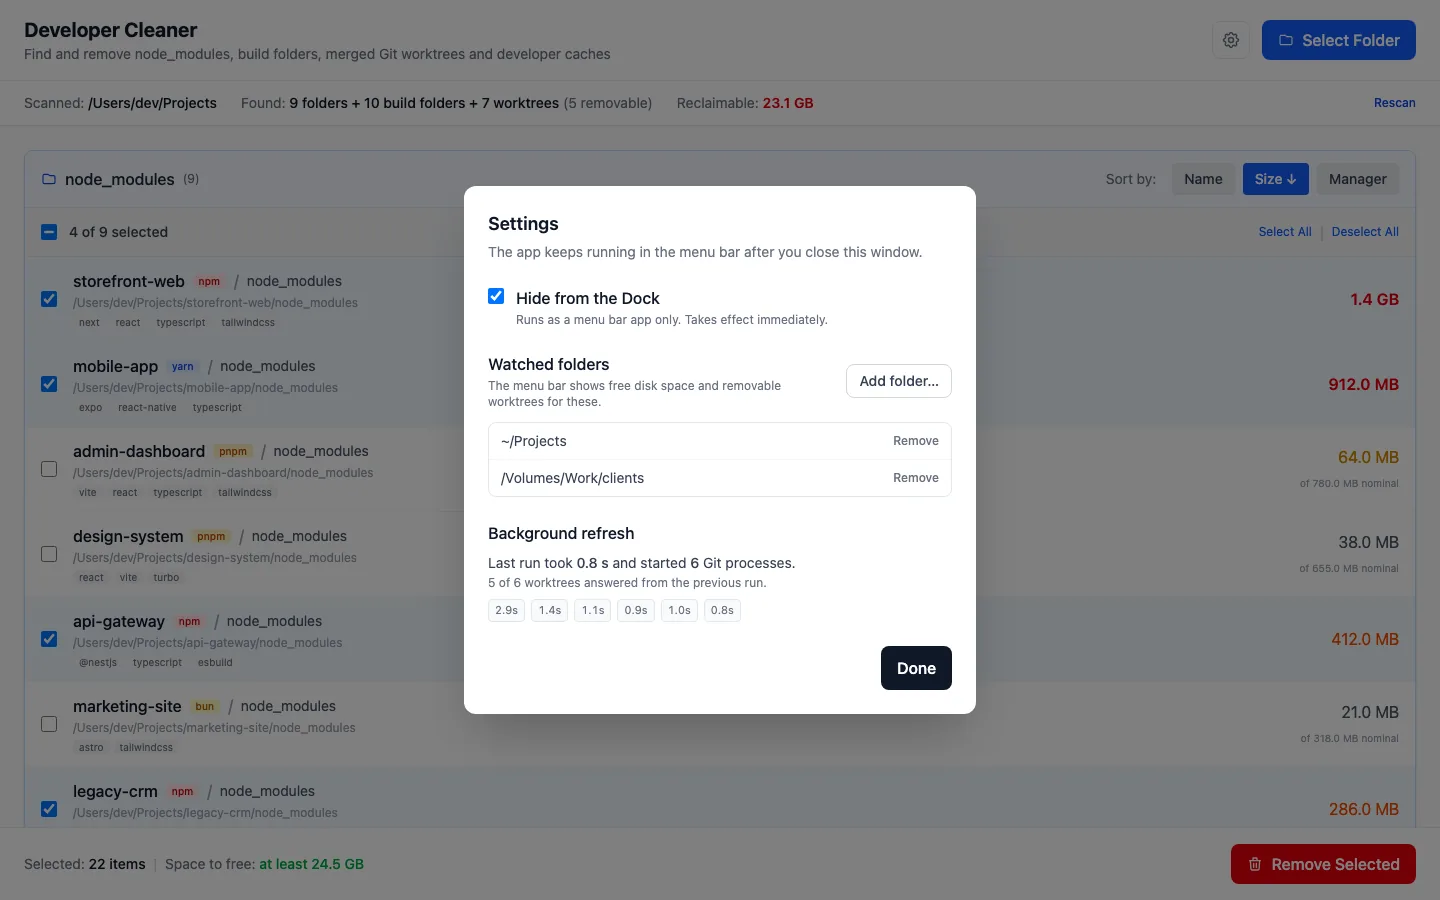 Developer Cleaner
Find and remove node_modules, build folders, merged Git worktrees and developer caches
Select Folder
Scanned: /Users/dev/Projects Found: 9 folders + 10 build folders + 7 worktrees (5 removable) Reclaimable: 23.1 GB Rescan
node_modules (9) Sort by: Name Size ↓ Manager
4 of 9 selected Select All | Deselect All
storefront-web npm / node_modules
/Users/dev/Projects/storefront-web/node_modules
next react typescript tailwindcss
1.4 GB
mobile-app yarn / node_modules
/Users/dev/Projects/mobile-app/node_modules
expo react-native typescript
912.0 MB
admin-dashboard pnpm / node_modules
/Users/dev/Projects/admin-dashboard/node_modules
vite react typescript tailwindcss
64.0 MB
of 780.0 MB nominal
design-system pnpm / node_modules
/Users/dev/Projects/design-system/node_modules
react vite turbo
38.0 MB
of 655.0 MB nominal
api-gateway npm / node_modules
/Users/dev/Projects/api-gateway/node_modules
@nestjs typescript esbuild
412.0 MB
marketing-site bun / node_modules
/Users/dev/Projects/marketing-site/node_modules
astro tailwindcss
21.0 MB
of 318.0 MB nominal
legacy-crm npm / node_modules
/Users/dev/Projects/legacy-crm/node_modules
286.0 MB
Settings
The app keeps running in the menu bar after you close this window.
Hide from the Dock
Runs as a menu bar app only. Takes effect immediately.
Watched folders
The menu bar shows free disk space and removable
worktrees for these.
Add folder...
~/Projects Remove
/Volumes/Work/clients Remove
Background refresh
Last run took 0.8 s and started 6 Git processes.
5 of 6 worktrees answered from the previous run.
2.9s 1.4s 1.1s 0.9s 1.0s 0.8s
Done
Selected: 22 items | Space to free: at least 24.5 GB
Remove Selected